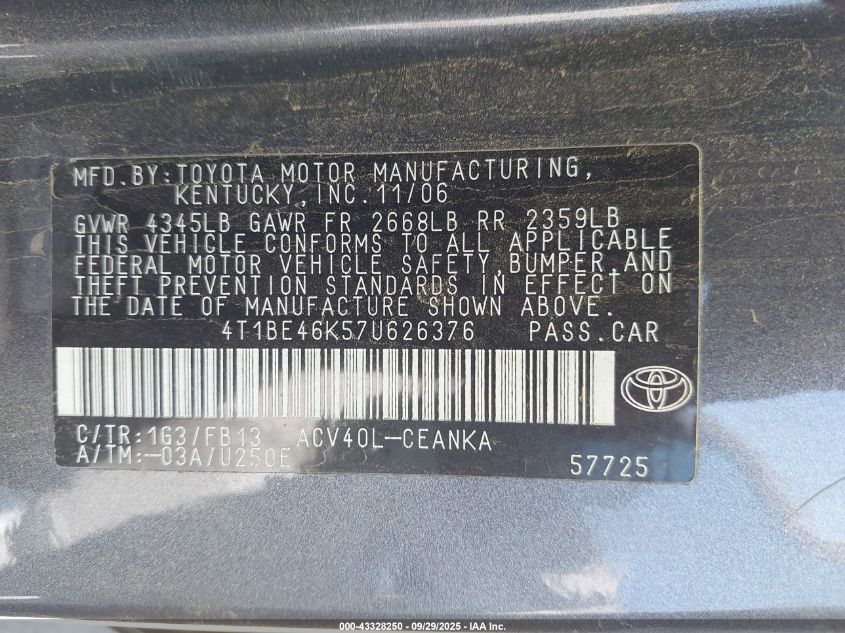 MFD.BY:TOYOTA MOTOR MANUFACTURING,
KENTUCKY,INC.11/06
GVWR 4345LB GAWR FR 2668LB RR 2359LB
THIS VEHICLE CONFORMS TO ALL APPLICABLE
FEDERAL MOTOR VEHICLE SAFETY,BUMPER,AND
THEFT PREVENTION STANDARDS IN EFFECT ON
THE DATE OF MANUFACTURE SHOWN ABOVE.
4T1BE46K57U626376 PASS.CAR
C/TR:1G3/FB13 ACV40L-CEANKA
A/TM:-03A/U250E 57725
000-43328250 - 09/29/2025 - IAA Inc.